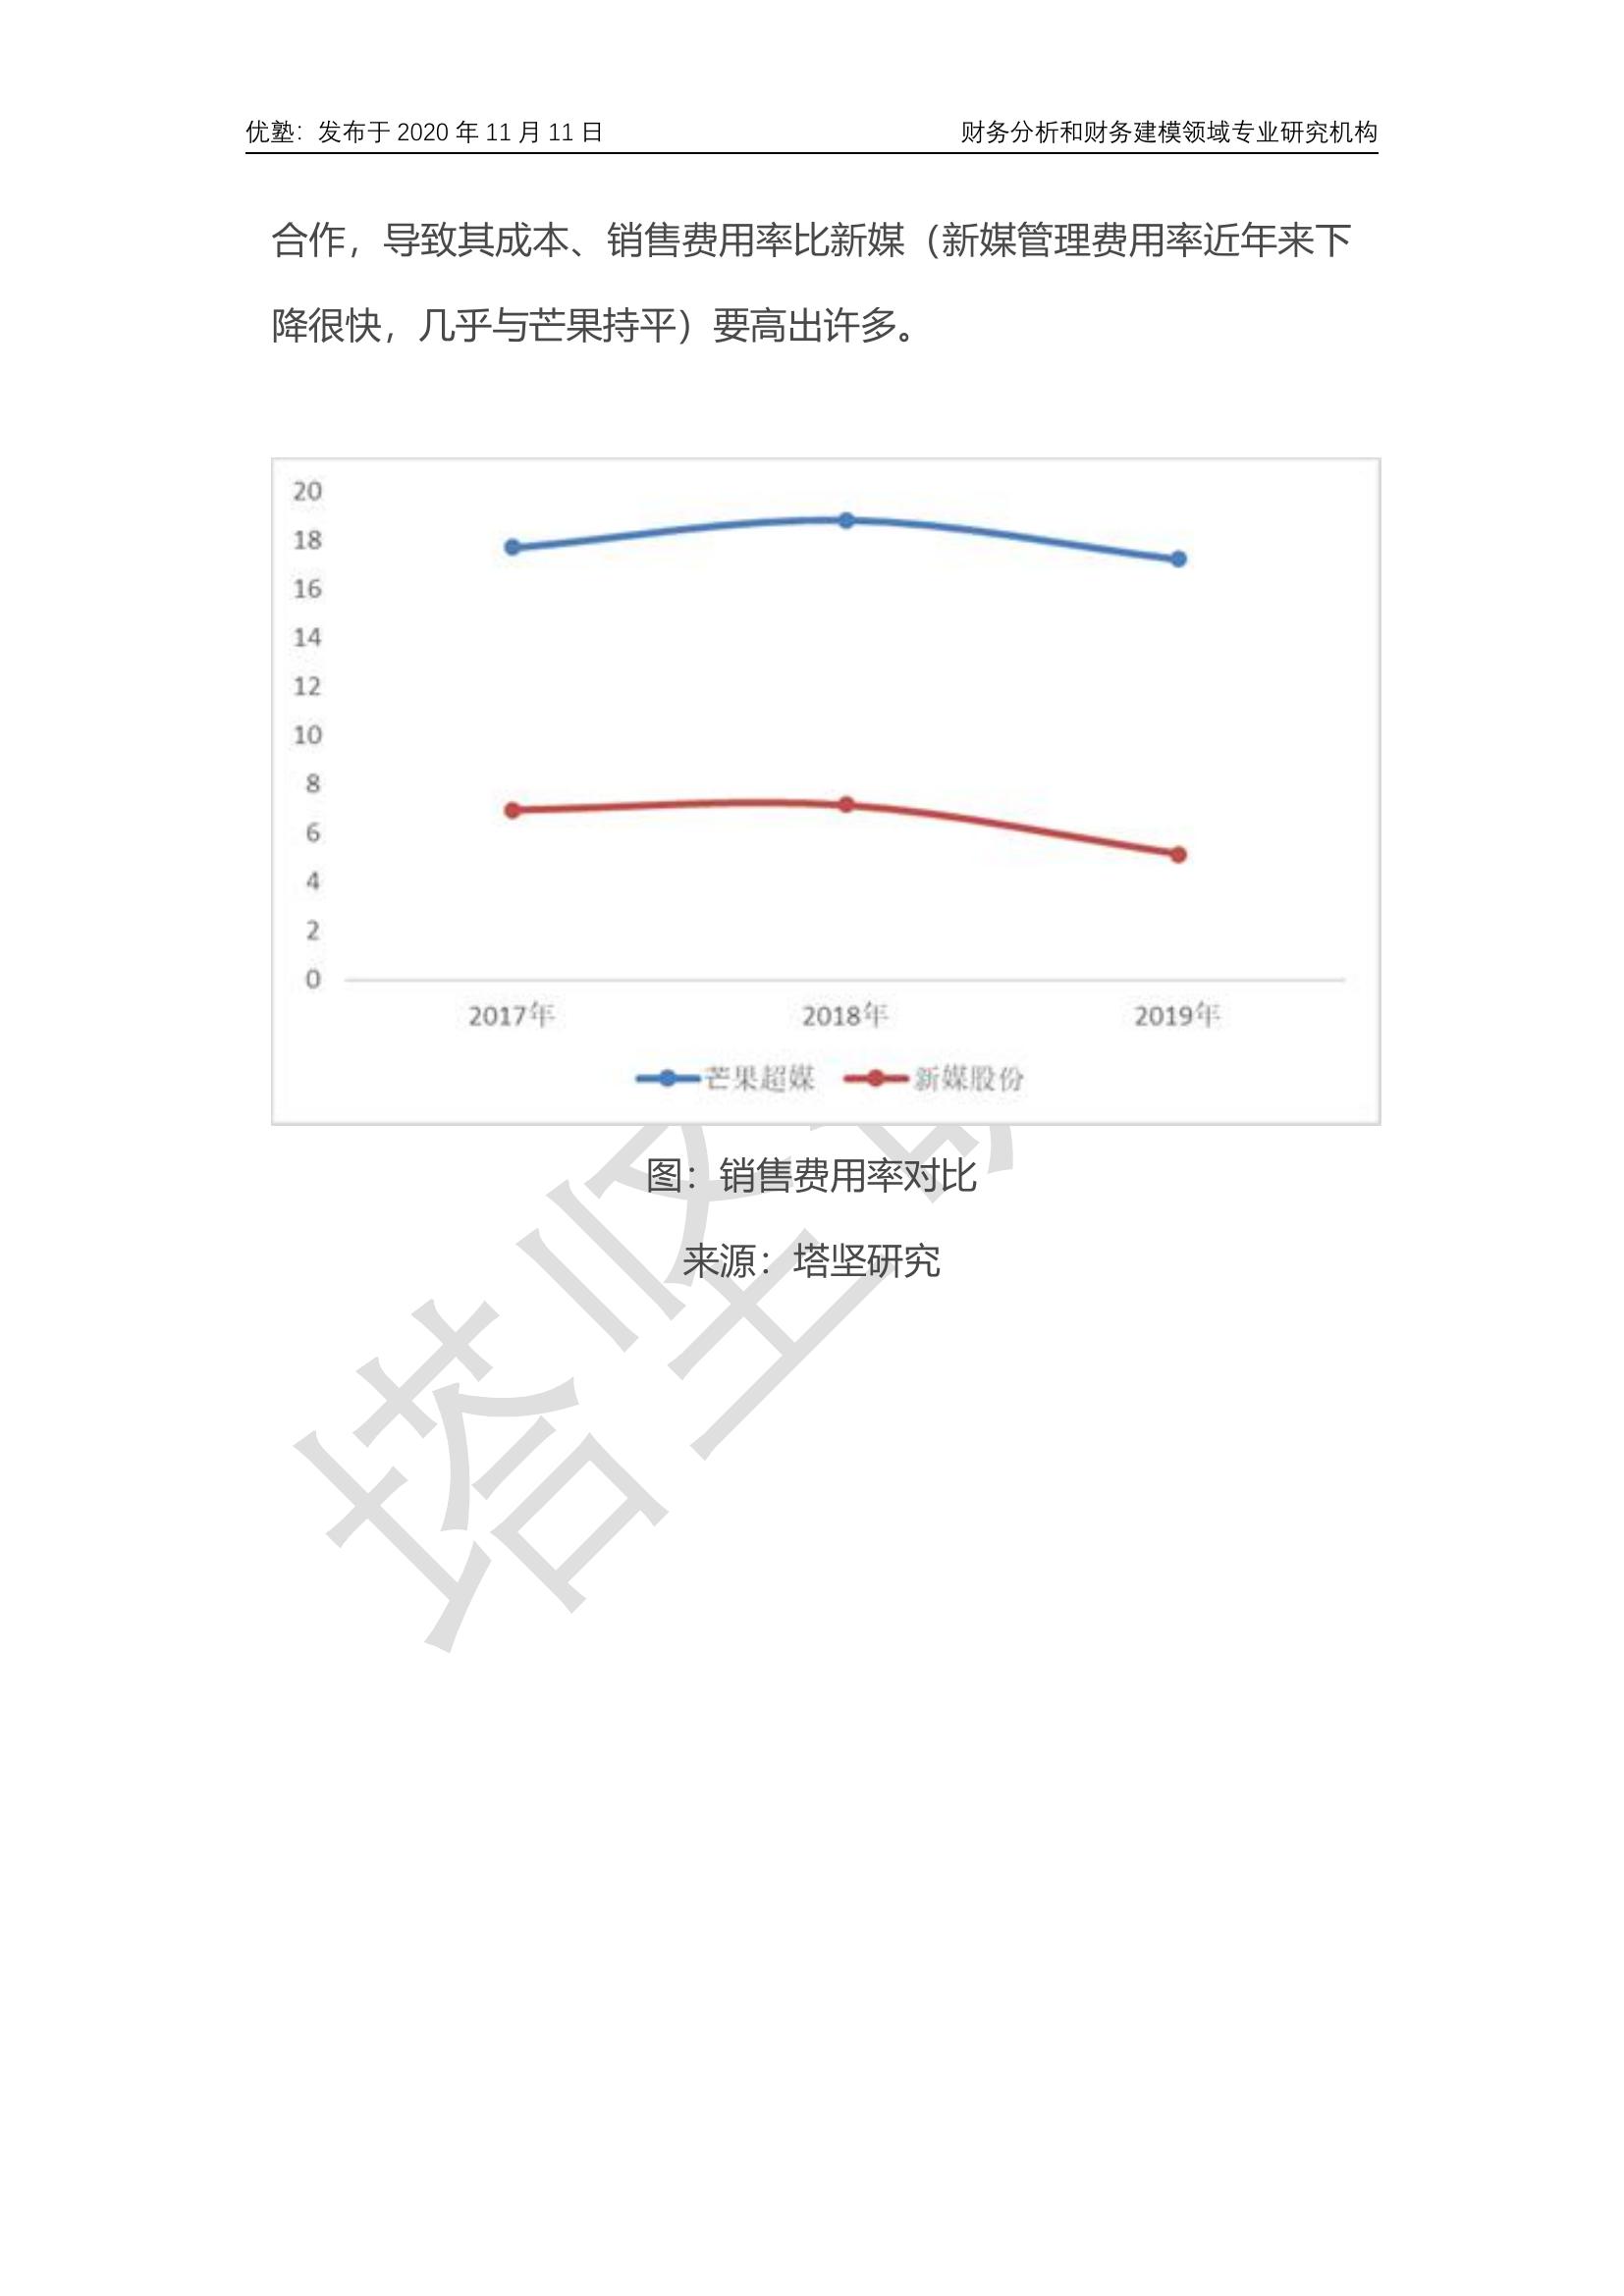 优塾：发布于 2020 年 11 月 11 日 财务分析和财务建模领域专业研究机构
合作，导致其成本、销售费用率比新媒（新媒管理费用率近年来下
降很快，几乎与芒果持平）要高出许多。
20
18
16
14
12
10
8
6
4
2
0
2017年 2018年 2019年
芒果超媒 新媒股份
图：销售费用率对比
来源：塔坚研究
塔坚